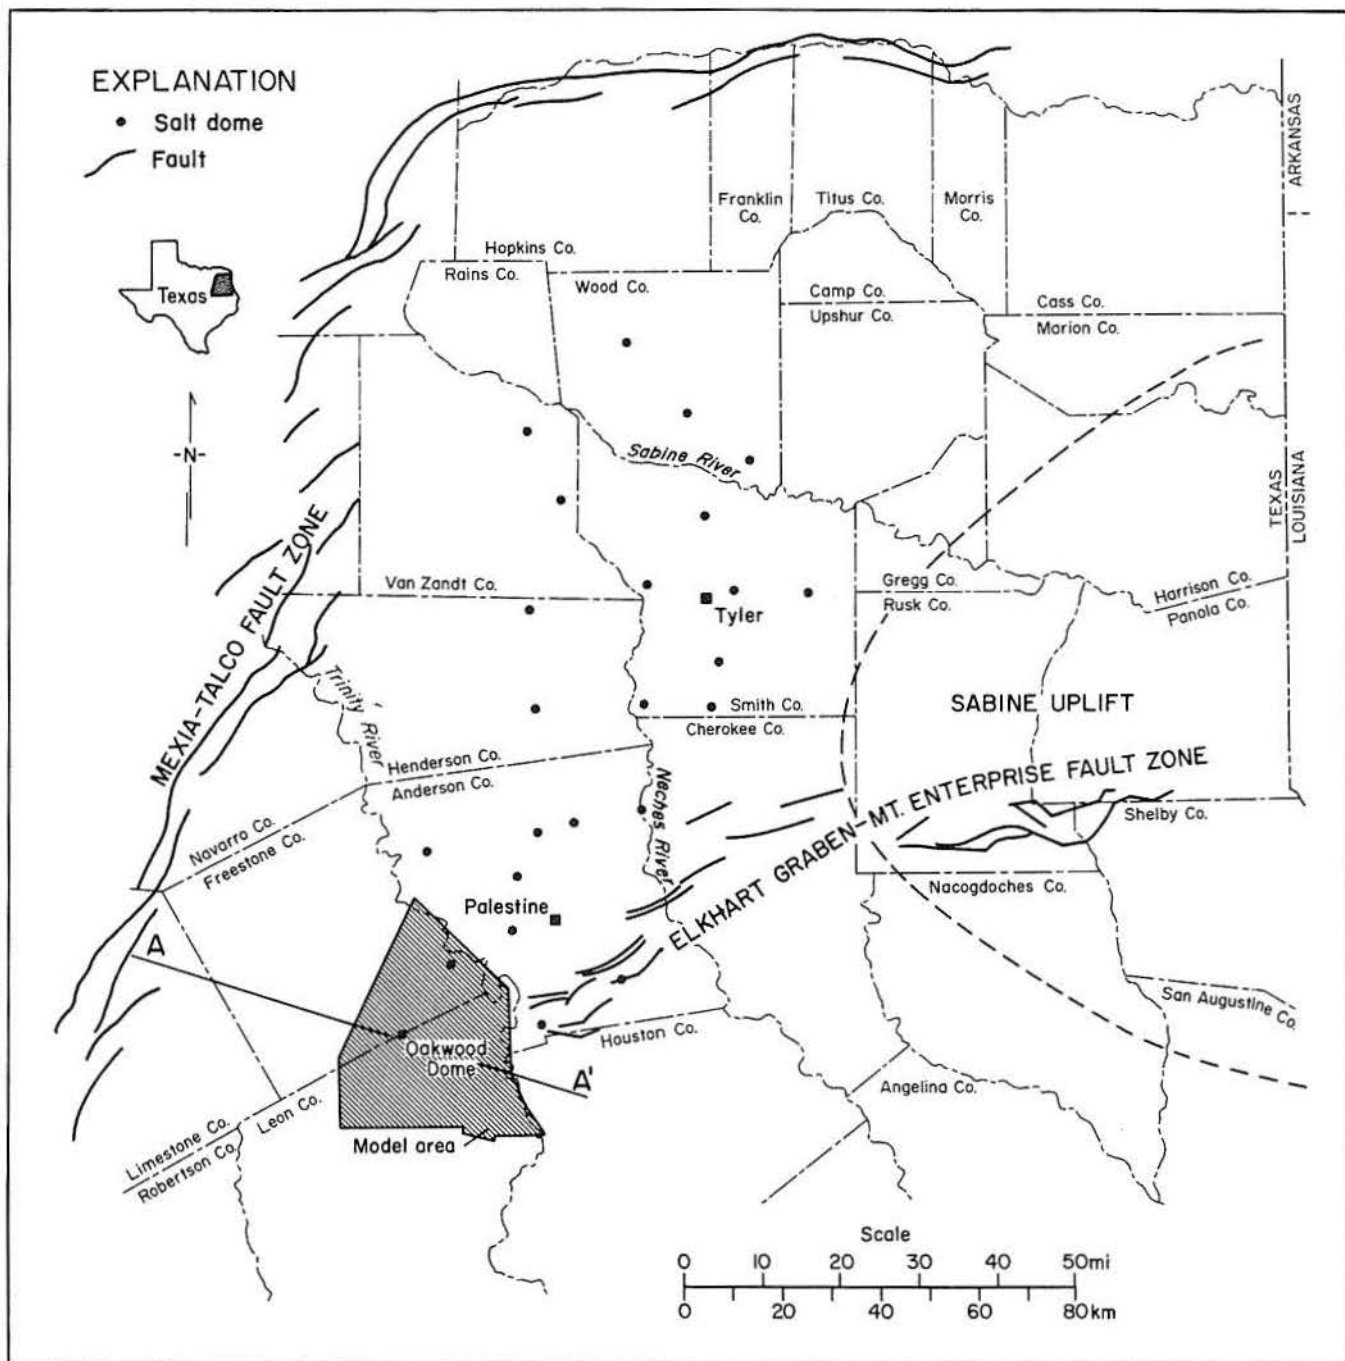 EXPLANATION
Salt dome
Fault
Texas
-N-
ARKANSAS
TEXAS
LOUISIANA
Franklin
Co.
Titus Co.
Morris
Co.
Hopkins Co.
Rains Co.
Wood Co.
Camp Co.
Upshur Co.
Cass Co.
Marion Co.
Sabine River
MEXIA-TALCO FAULT ZONE
Van Zandt Co.
Gregg Co.
Rusk Co.
Harrison Co.
Panola Co.
Tyler
Trinity River
SABINE UPLIFT
Smith Co.
Cherokee Co.
Henderson Co.
Anderson Co.
Neches River
ELKHART GRABEN-MT. ENTERPRISE FAULT ZONE
Shelby Co.
Navarro Co.
Freestone Co.
Nacogdoches Co.
Palestine
A
San Augustine Co.
Houston Co.
Oakwood
Dome
A'
Angelina Co.
Limestone Co.
Robertson Co.
Leon Co.
Model area
Scale
0 10 20 30 40 50mi
0 20 40 60 80 km